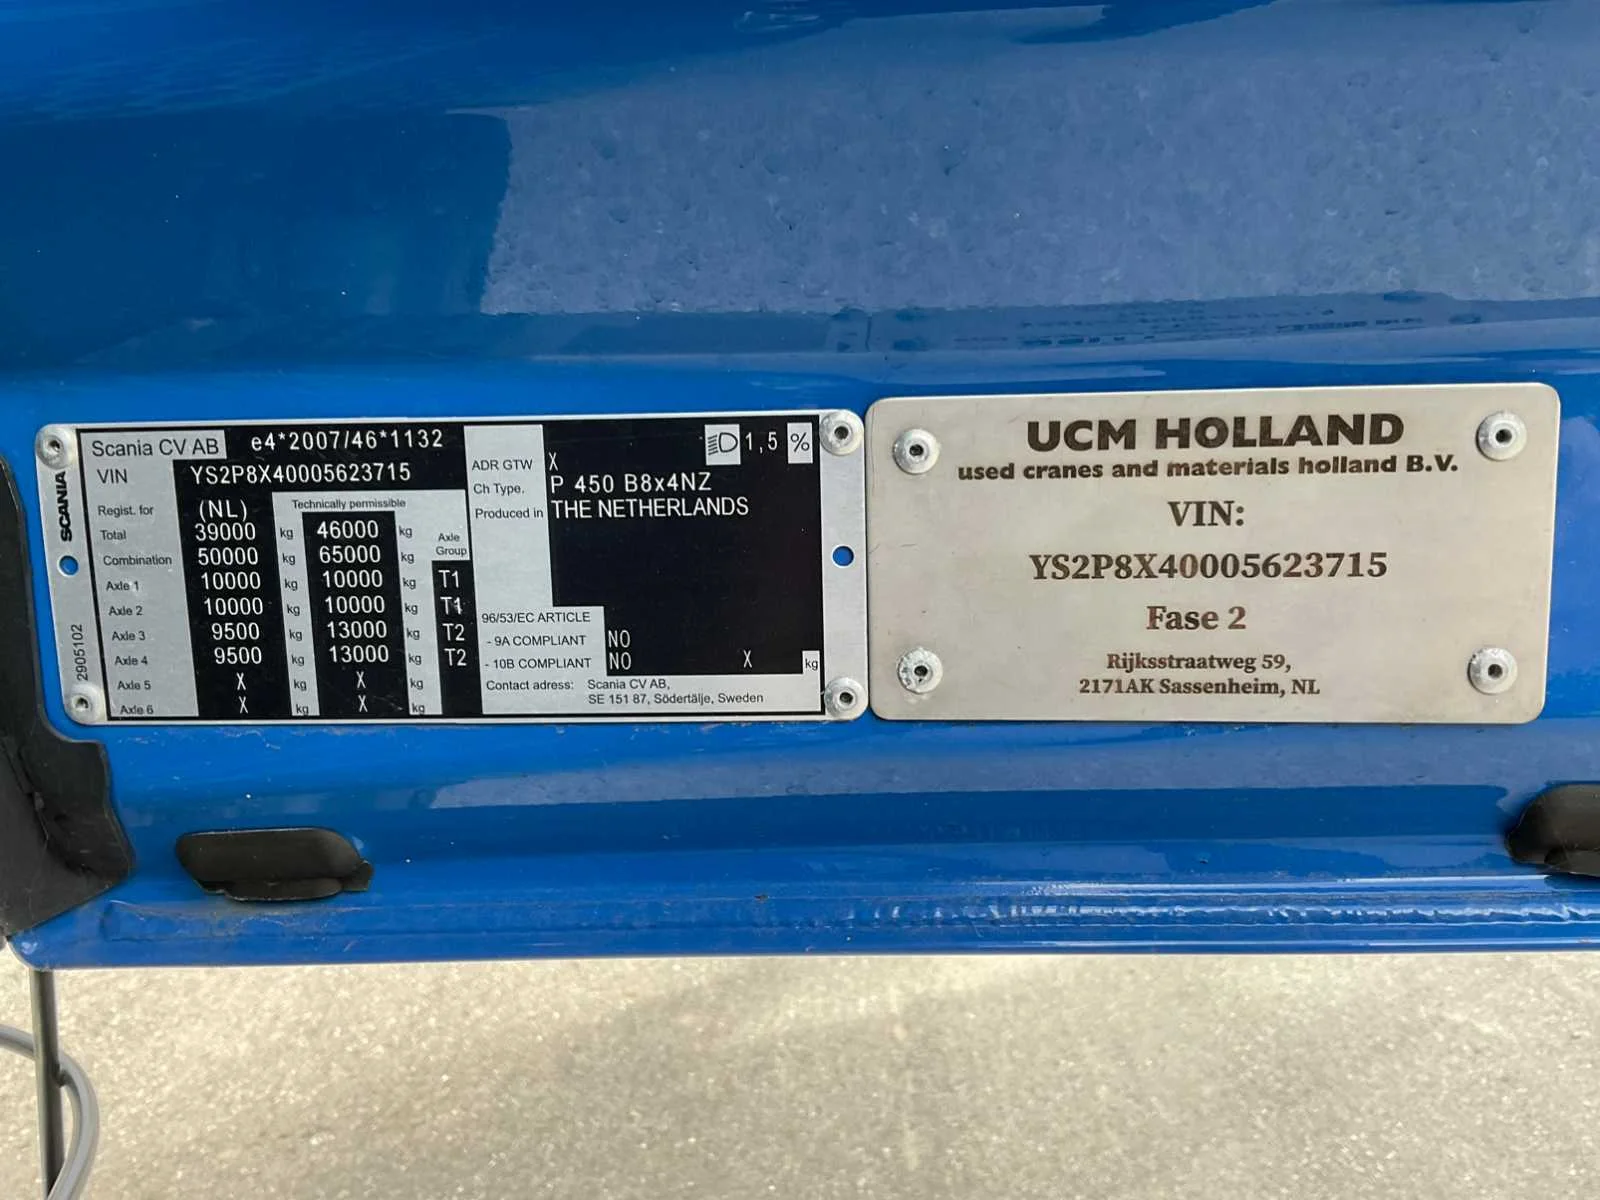 Scania CV AB e4*2007/46*1132
VIN YS2P8X40005623715
Regist. for (NL) Technically permissible
Total 39000 kg 46000 kg Axle Group
Combination 50000 kg 65000 kg
Axle 1 10000 kg 10000 kg T1
Axle 2 10000 kg 10000 kg T1
Axle 3 9500 kg 13000 kg T2
Axle 4 9500 kg 13000 kg T2
Axle 5 X kg X kg
Axle 6 X kg X kg
SCANIA
2905102
1,5 %
ADR GTW X
Ch Type. P 450 B8x4NZ
Produced in THE NETHERLANDS
96/53/EC ARTICLE
- 9A COMPLIANT NO
- 10B COMPLIANT NO X kg
Contact adress: Scania CV AB,
SE 151 87, Södertälje, Sweden
UCM HOLLAND
used cranes and materials holland B.V.
VIN:
YS2P8X40005623715
Fase 2
Rijksstraatweg 59,
2171AK Sassenheim, NL